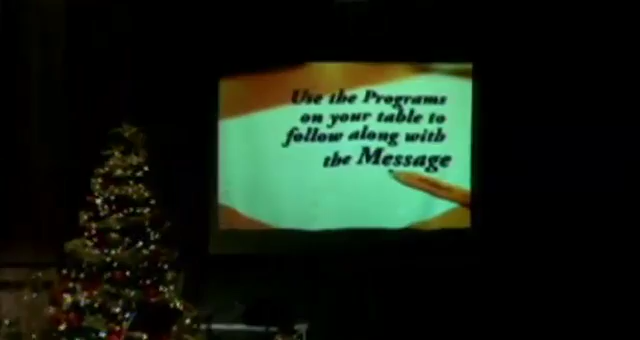 Use the Programs
on your table to
follow along with
the Message